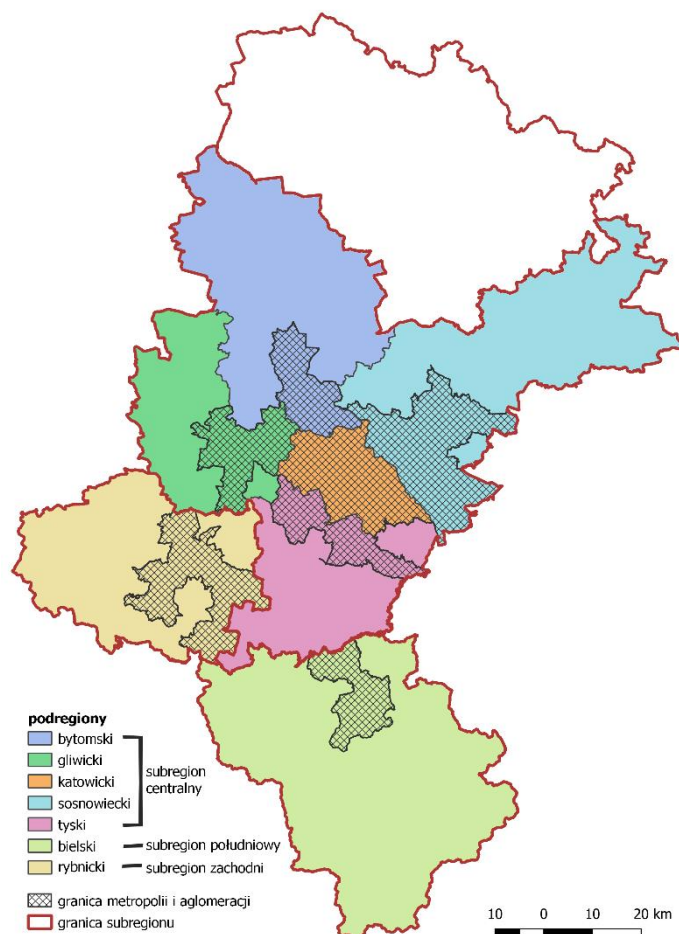 podregiony
bytomski
gliwicki
katowicki
sosnowiecki
tyski
subregion
centralny
bielski
subregion południowy
rybnicki
subregion zachodni
granica metropolii i aglomeracji
granica subregionu
10 0 10 20 km